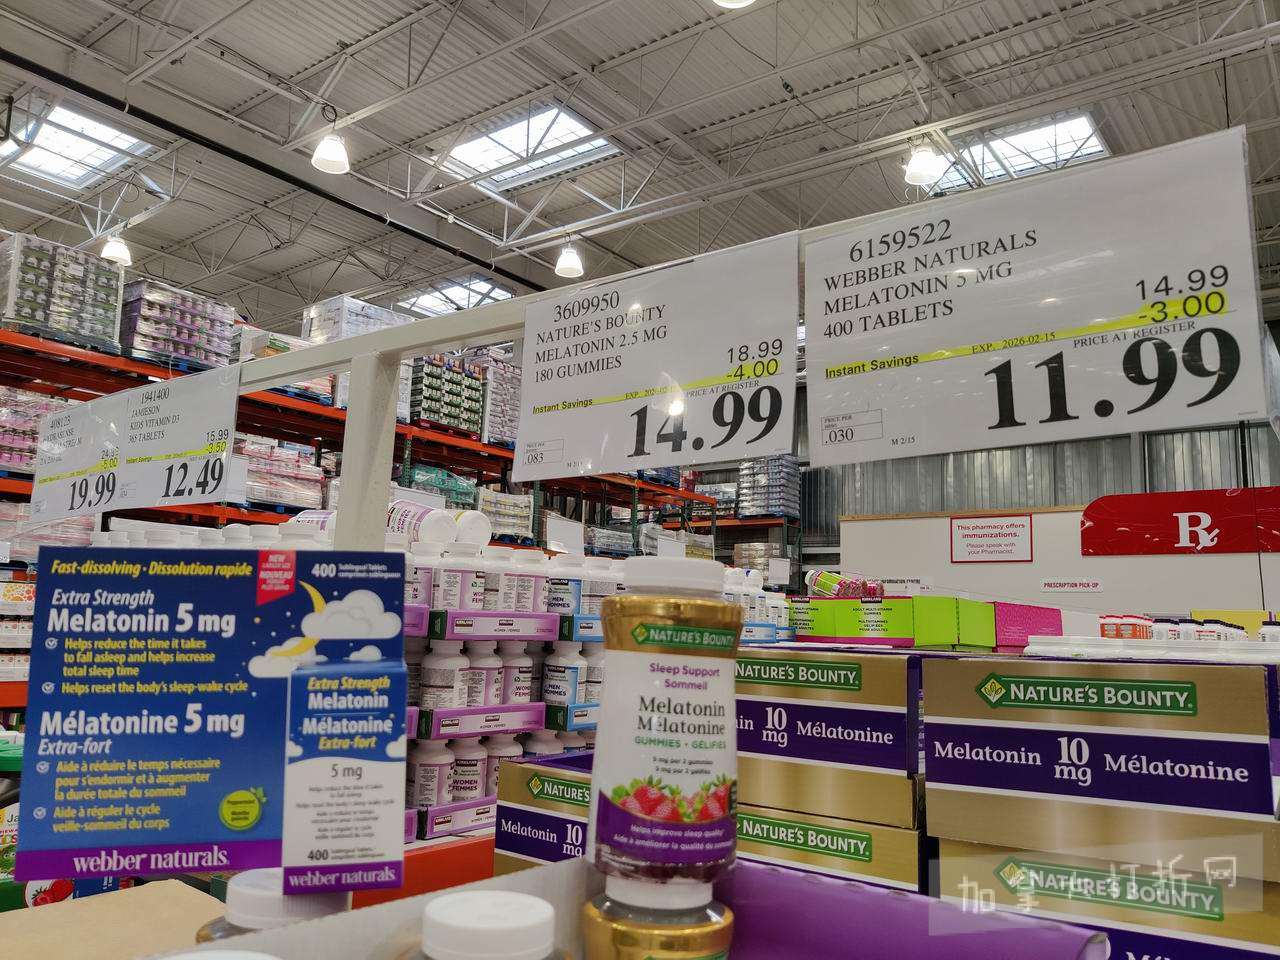 6159522
WEBBER NATURALS
MELATONIN 5 MG
400 TABLETS
14.99
-3.00
Instant Savings
EXP. 2026-02-15
PRICE AT REGISTER
11.99
.030
M 2/15
3609950
NATURE'S BOUNTY
MELATONIN 2.5 MG
180 GUMMIES
18.99
-4.00
Instant Savings
PRICE AT REGISTER
14.99
.083
1941400
JAMIESON
KIDS VITAMIN D3
365 TABLETS
15.99
-3.50
12.49
19.99
This pharmacy offers
immunizations.
Please speak with
your Pharmacist.
Rx
PRESCRIPTION PICK-UP
Fast-dissolving · Dissolution rapide
400 Sublingual Tablets
Extra Strength
Melatonin 5 mg
Helps reduce the time it takes
to fall asleep and helps increase
total sleep time
Helps reset the body's sleep-wake cycle
Mélatonine 5 mg
Extra-fort
Aide à réduire le temps nécessaire
pour s'endormir et à augmenter
la durée totale du sommeil
Aide à réguler le cycle
veille-sommeil du corps
webber naturals
Extra Strength
Melatonin
Mélatonine
Extra-fort
5 mg
400
webber naturals
NATURE'S BOUNTY
Sleep Support
Sommeil
Melatonin
Mélatonine
GUMMIES · GÉLIFIÉS
Helps improve sleep quality
NATURE'S BOUNTY
10 mg Mélatonine
NATURE'S BOUNTY
Melatonin 10 mg Mélatonine
Melatonin 10
NATURE'S BOUNTY
NATURE'S BOUNTY
WOMEN
FEMMES
MEN
HOMMES
加拿大打折网